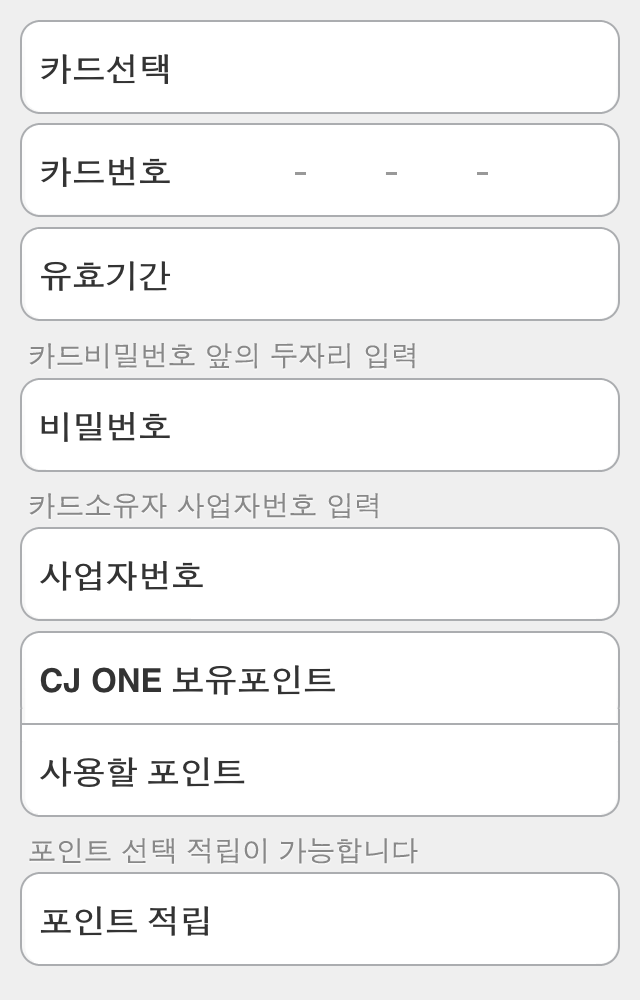 카드선택
카드번호 - - -
유효기간
카드비밀번호 앞의 두자리 입력
비밀번호
카드소유자 사업자번호 입력
사업자번호
CJ ONE 보유포인트
사용할 포인트
포인트 선택 적립이 가능합니다
포인트 적립